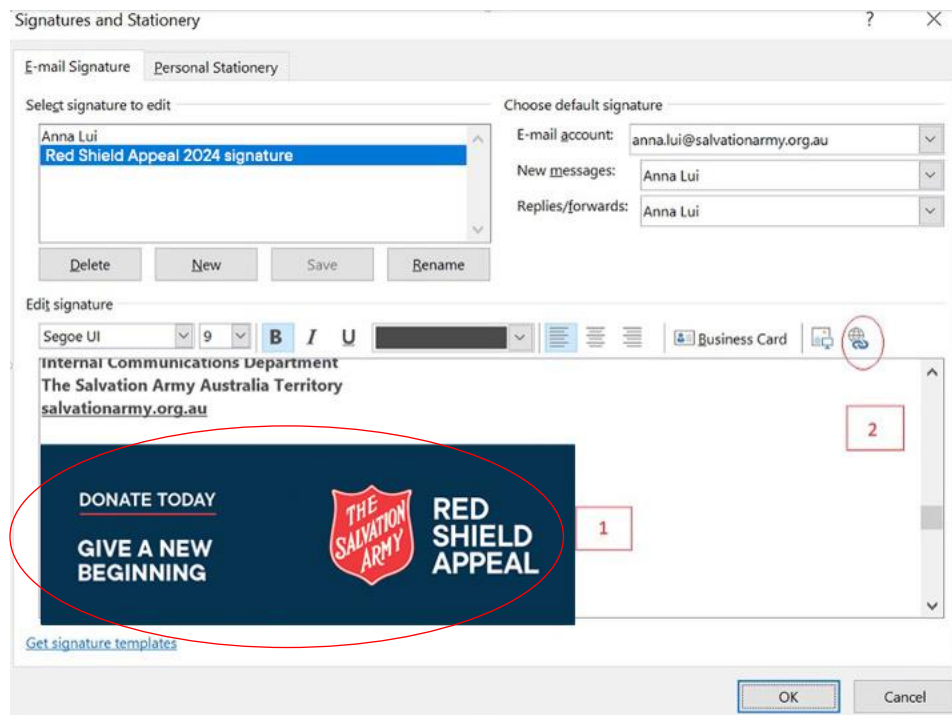 Signatures and Stationery ?
E-mail Signature Personal Stationery
Select signature to edit Choose default signature
Anna Lui
Red Shield Appeal 2024 signature
E-mail account: anna.lui@salvationarmy.org.au
New messages: Anna Lui
Replies/forwards: Anna Lui
Delete New Save Rename
Edit signature
Segoe UI 9 B I U Business Card
Internal Communications Department
The Salvation Army Australia Territory
salvationarmy.org.au
2
DONATE TODAY
GIVE A NEW
BEGINNING
THE
SALVATION
ARMY
RED
SHIELD
APPEAL
1
Get signature templates
OK Cancel